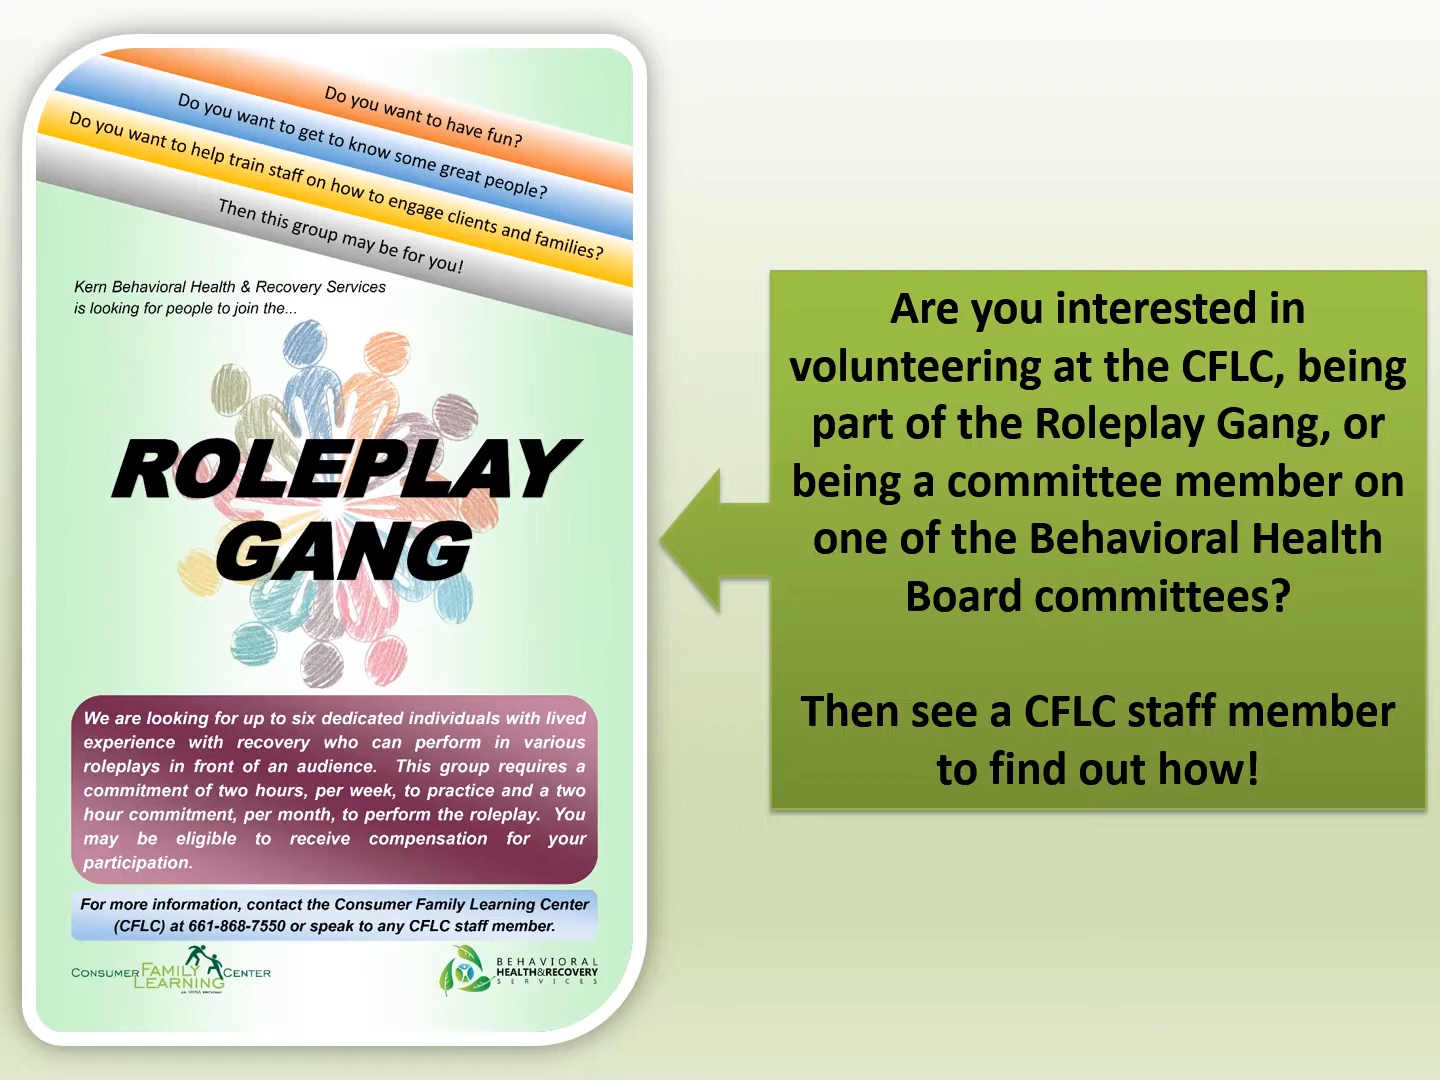 Do you want to have fun?
Do you want to get to know some great people?
Do you want to help train staff on how to engage clients and families?
Then this group may be for you!
Kern Behavioral Health & Recovery Services
is looking for people to join the...
ROLEPLAY
GANG
We are looking for up to six dedicated individuals with lived
experience with recovery who can perform in various
roleplays in front of an audience. This group requires a
commitment of two hours, per week, to practice and a two
hour commitment, per month, to perform the roleplay. You
may be eligible to receive compensation for your
participation.
For more information, contact the Consumer Family Learning Center
(CFLC) at 661-868-7550 or speak to any CFLC staff member.
CONSUMER FAMILY CENTER
LEARNING
BEHAVIORAL
HEALTH&RECOVERY
SERVICES
Are you interested in
volunteering at the CFLC, being
part of the Roleplay Gang, or
being a committee member on
one of the Behavioral Health
Board committees?
Then see a CFLC staff member
to find out how!